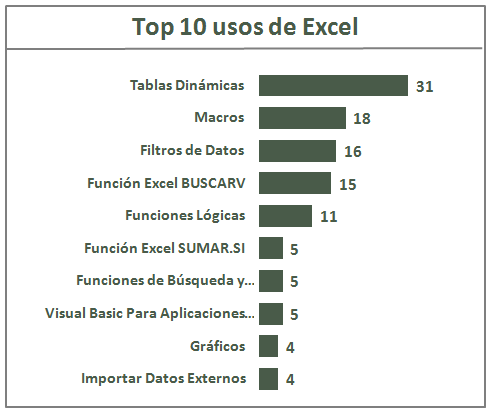 Top 10 usos de Excel
Tablas Dinámicas 31
Macros 18
Filtros de Datos 16
Función Excel BUSCARV 15
Funciones Lógicas 11
Función Excel SUMAR.SI 5
Funciones de Búsqueda y... 5
Visual Basic Para Aplicaciones... 5
Gráficos 4
Importar Datos Externos 4